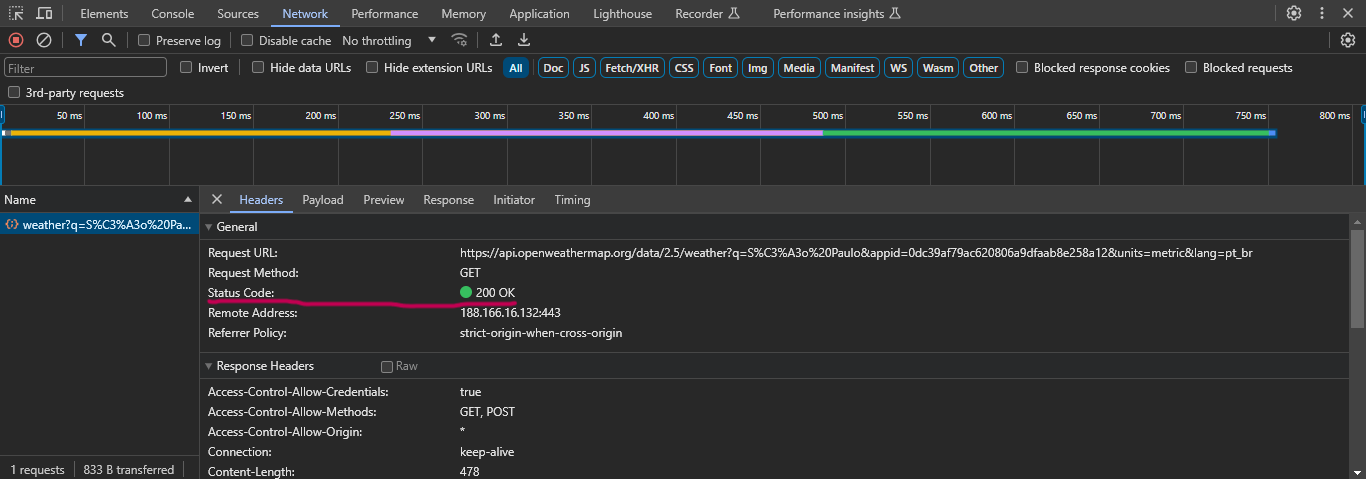 Elements Console Sources Network Performance Memory Application Lighthouse Recorder Performance insights
Preserve log Disable cache No throttling
Filter Invert Hide data URLs Hide extension URLs All Doc JS Fetch/XHR CSS Font Img Media Manifest WS Wasm Other Blocked response cookies Blocked requests
3rd-party requests
50 ms 100 ms 150 ms 200 ms 250 ms 300 ms 350 ms 400 ms 450 ms 500 ms 550 ms 600 ms 650 ms 700 ms 750 ms 800 ms
Name
weather?q=S%C3%A3o%20Pa...
Headers Payload Preview Response Initiator Timing
General
Request URL: https://api.openweathermap.org/data/2.5/weather?q=S%C3%A3o%20Paulo&appid=0dc39af79ac620806a9dfaab8e258a12&units=metric&lang=pt_br
Request Method: GET
Status Code: 200 OK
Remote Address: 188.166.16.132:443
Referrer Policy: strict-origin-when-cross-origin
Response Headers Raw
Access-Control-Allow-Credentials: true
Access-Control-Allow-Methods: GET, POST
Access-Control-Allow-Origin: *
Connection: keep-alive
Content-Length: 478
1 requests 833 B transferred